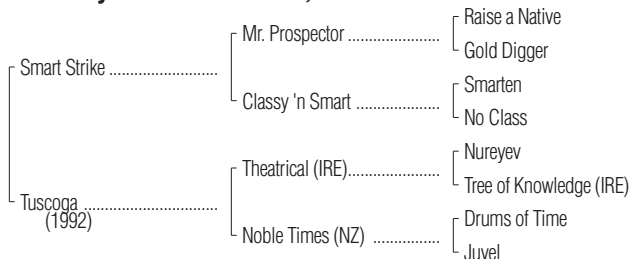 Raise a Native
Mr. Prospector
Gold Digger
Smart Strike
Smarten
Classy 'n Smart
No Class
Nureyev
Theatrical (IRE)
Tree of Knowledge (IRE)
Tuscoga
(1992)
Drums of Time
Noble Times (NZ)
Juvel